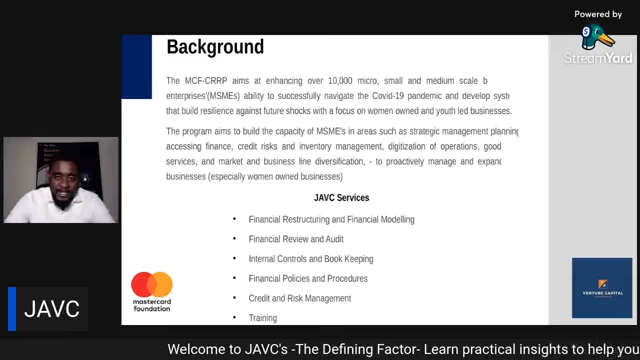 Powered by
StreamYard
Background
The MCF-CRRP aims at enhancing over 10,000 micro, small and medium scale b
enterprises'(MSMEs) ability to successfully navigate the Covid-19 pandemic and develop syst
that build resilience against future shocks with a focus on women owned and youth led businesses.
The program aims to build the capacity of MSME's in areas such as strategic management planning
accessing finance, credit risks and inventory management, digitization of operations, good
services, and market and business line diversification, - to proactively manage and expand
businesses (especially women owned businesses)
JAVC Services
• Financial Restructuring and Financial Modelling
• Financial Review and Audit
• Internal Controls and Book Keeping
• Financial Policies and Procedures
• Credit and Risk Management
• Training
mastercard
foundation
VENTURE CAPITAL
JAVC
Welcome to JAVC's -The Defining Factor- Learn practical insights to help you